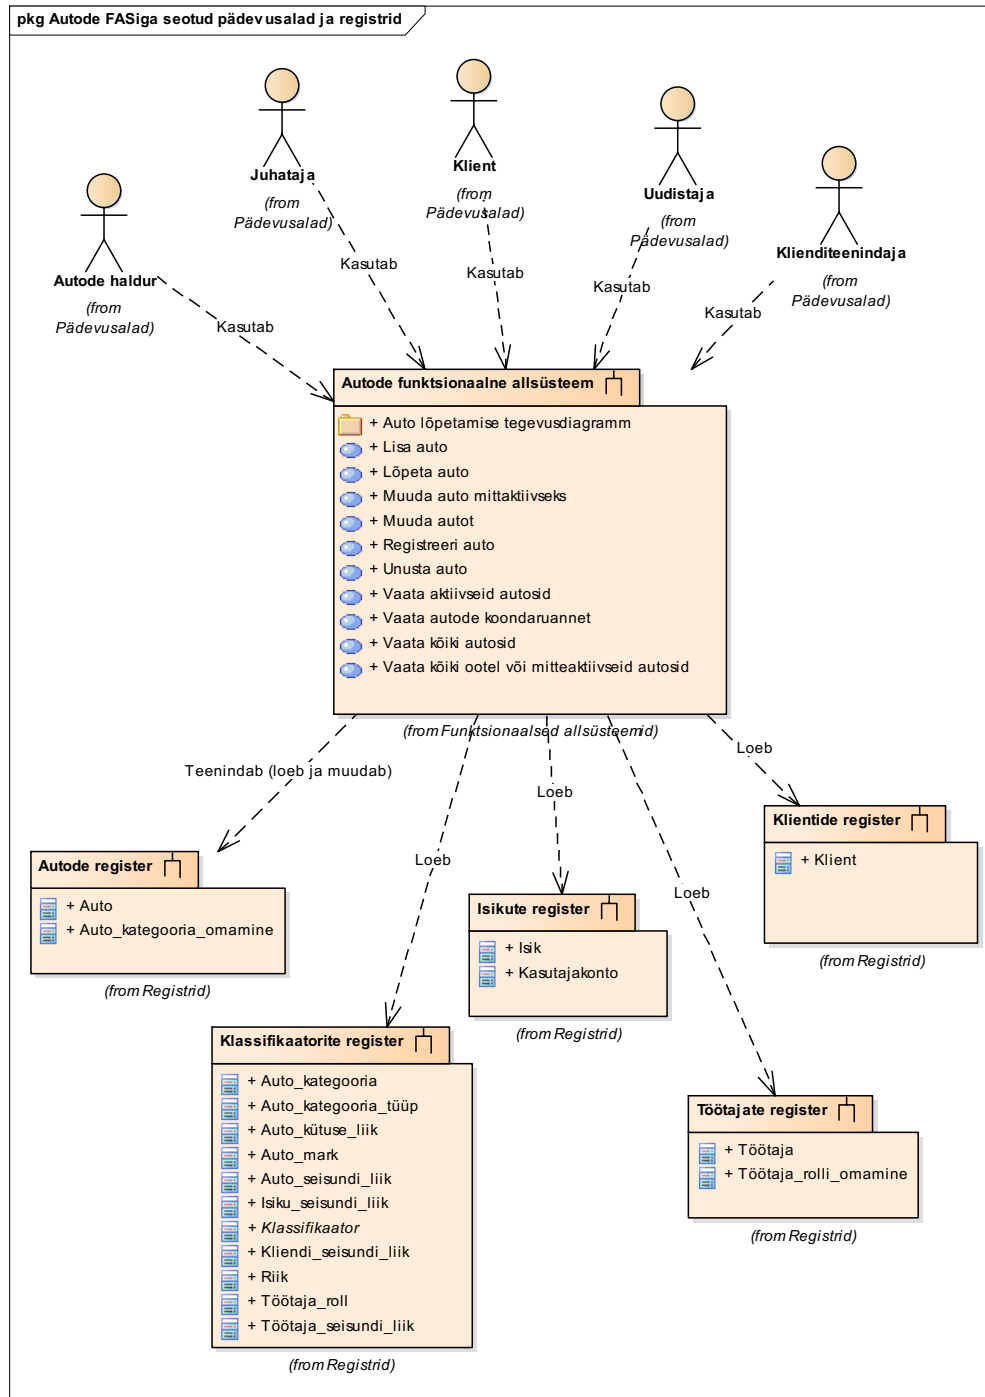 pkg Autode FASiga seotud pädevusalad ja registrid
Juhataja
(from
Pädevusalad)
Klient
(from
Pädevusalad)
Uudistaja
(from
Pädevusalad)
Klienditeenindaja
(from
Pädevusalad)
Autode haldur
(from
Pädevusalad)
Kasutab
Kasutab
Kasutab
Kasutab
Kasutab
Autode funktsionaalne allsüsteem
+ Auto lõpetamise tegevusdiagramm
+ Lisa auto
+ Lõpeta auto
+ Muuda auto mittaktiivseks
+ Muuda autot
+ Registreeri auto
+ Unusta auto
+ Vaata aktiivseid autosid
+ Vaata autode koondaruannet
+ Vaata kõiki autosid
+ Vaata kõiki ootel või mitteaktiivseid autosid
(from Funktsionaalsed allsüsteemid)
Teenindab (loeb ja muudab)
Loeb
Loeb
Loeb
Loeb
Autode register
+ Auto
+ Auto_kategooria_omamine
(from Registrid)
Klientide register
+ Klient
(from Registrid)
Isikute register
+ Isik
+ Kasutajakonto
(from Registrid)
Klassifikaatorite register
+ Auto_kategooria
+ Auto_kategooria_tüüp
+ Auto_kütuse_liik
+ Auto_mark
+ Auto_seisundi_liik
+ Isiku_seisundi_liik
+ Klassifikaator
+ Kliendi_seisundi_liik
+ Riik
+ Töötaja_roll
+ Töötaja_seisundi_liik
(from Registrid)
Töötajate register
+ Töötaja
+ Töötaja_rolli_omamine
(from Registrid)